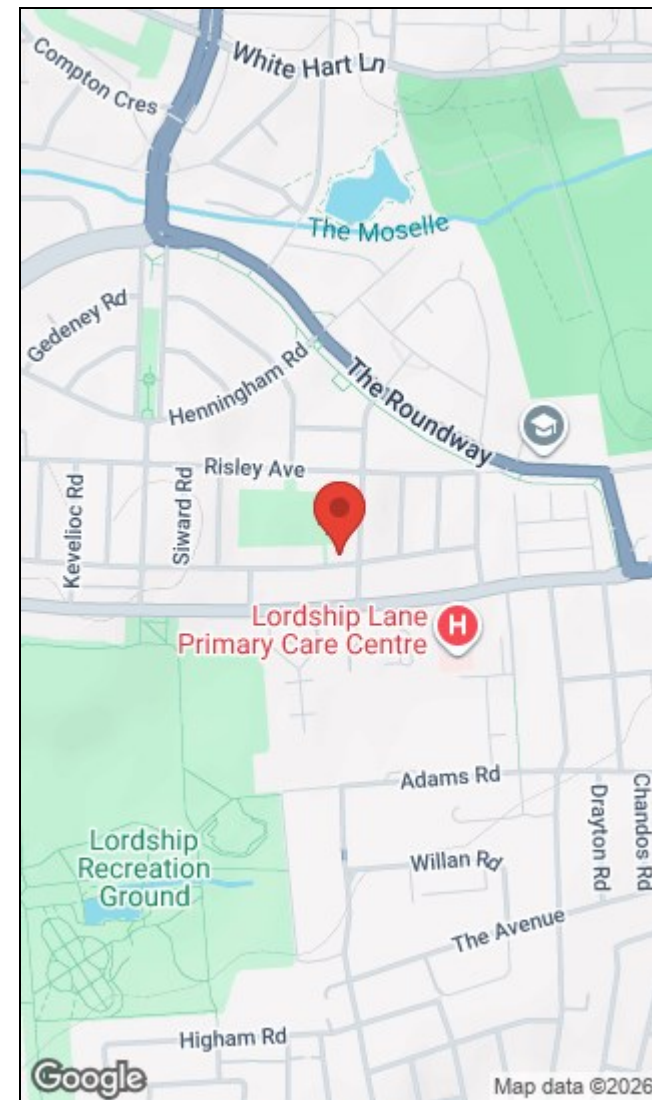 White Hart Ln
Compton Cres
The Moselle
Gedeney Rd
Henningham Rd
The Roundway
Risley Ave
Kevelioc Rd
Siward Rd
Lordship Lane
Primary Care Centre
H
Adams Rd
Drayton Rd
Chandos Rd
Lordship
Recreation
Ground
Willan Rd
The Avenue
Higham Rd
Google
Map data ©2026